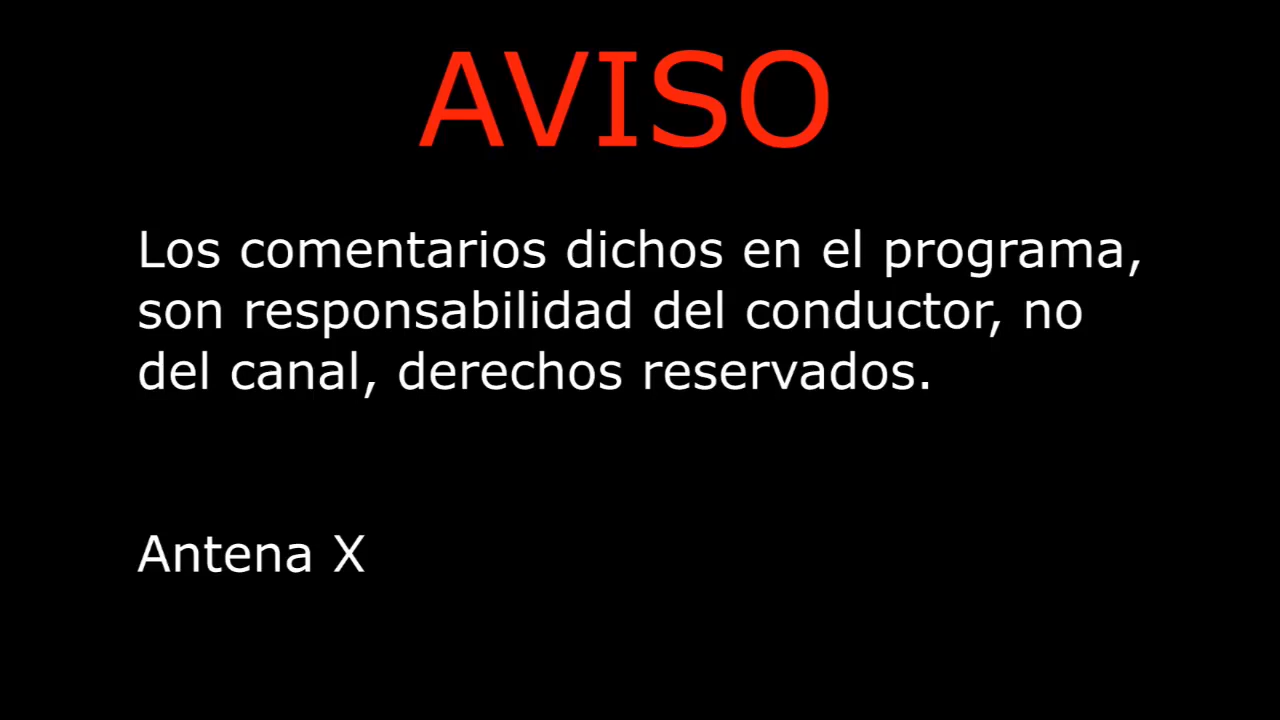 AVISO
Los comentarios dichos en el programa,
son responsabilidad del conductor, no
del canal, derechos reservados.
Antena X